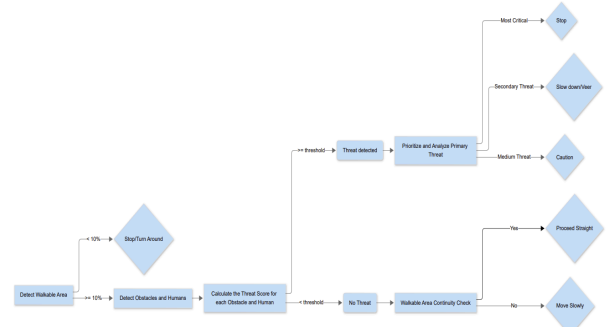 Most Critical
Stop
Secondary Threat
Slow down/Veer
>= threshold
Threat detected
Prioritize and Analyze Primary
Threat
Medium Threat
Caution
< 10%
Stop/Turn Around
Yes
Proceed Straight
Detect Walkable Area
>= 10%
Detect Obstacles and Humans
Calculate the Threat Score for
each Obstacle and Human
< threshold
No Threat
Walkable Area Continuity Check
No
Move Slowly